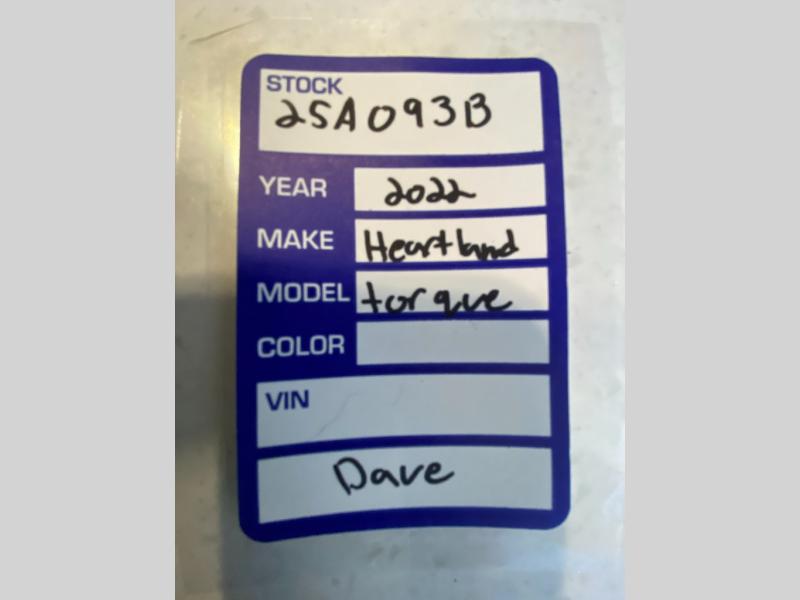 STOCK
25A093B
YEAR 2022
MAKE Heartland
MODEL torque
COLOR
VIN
Dave